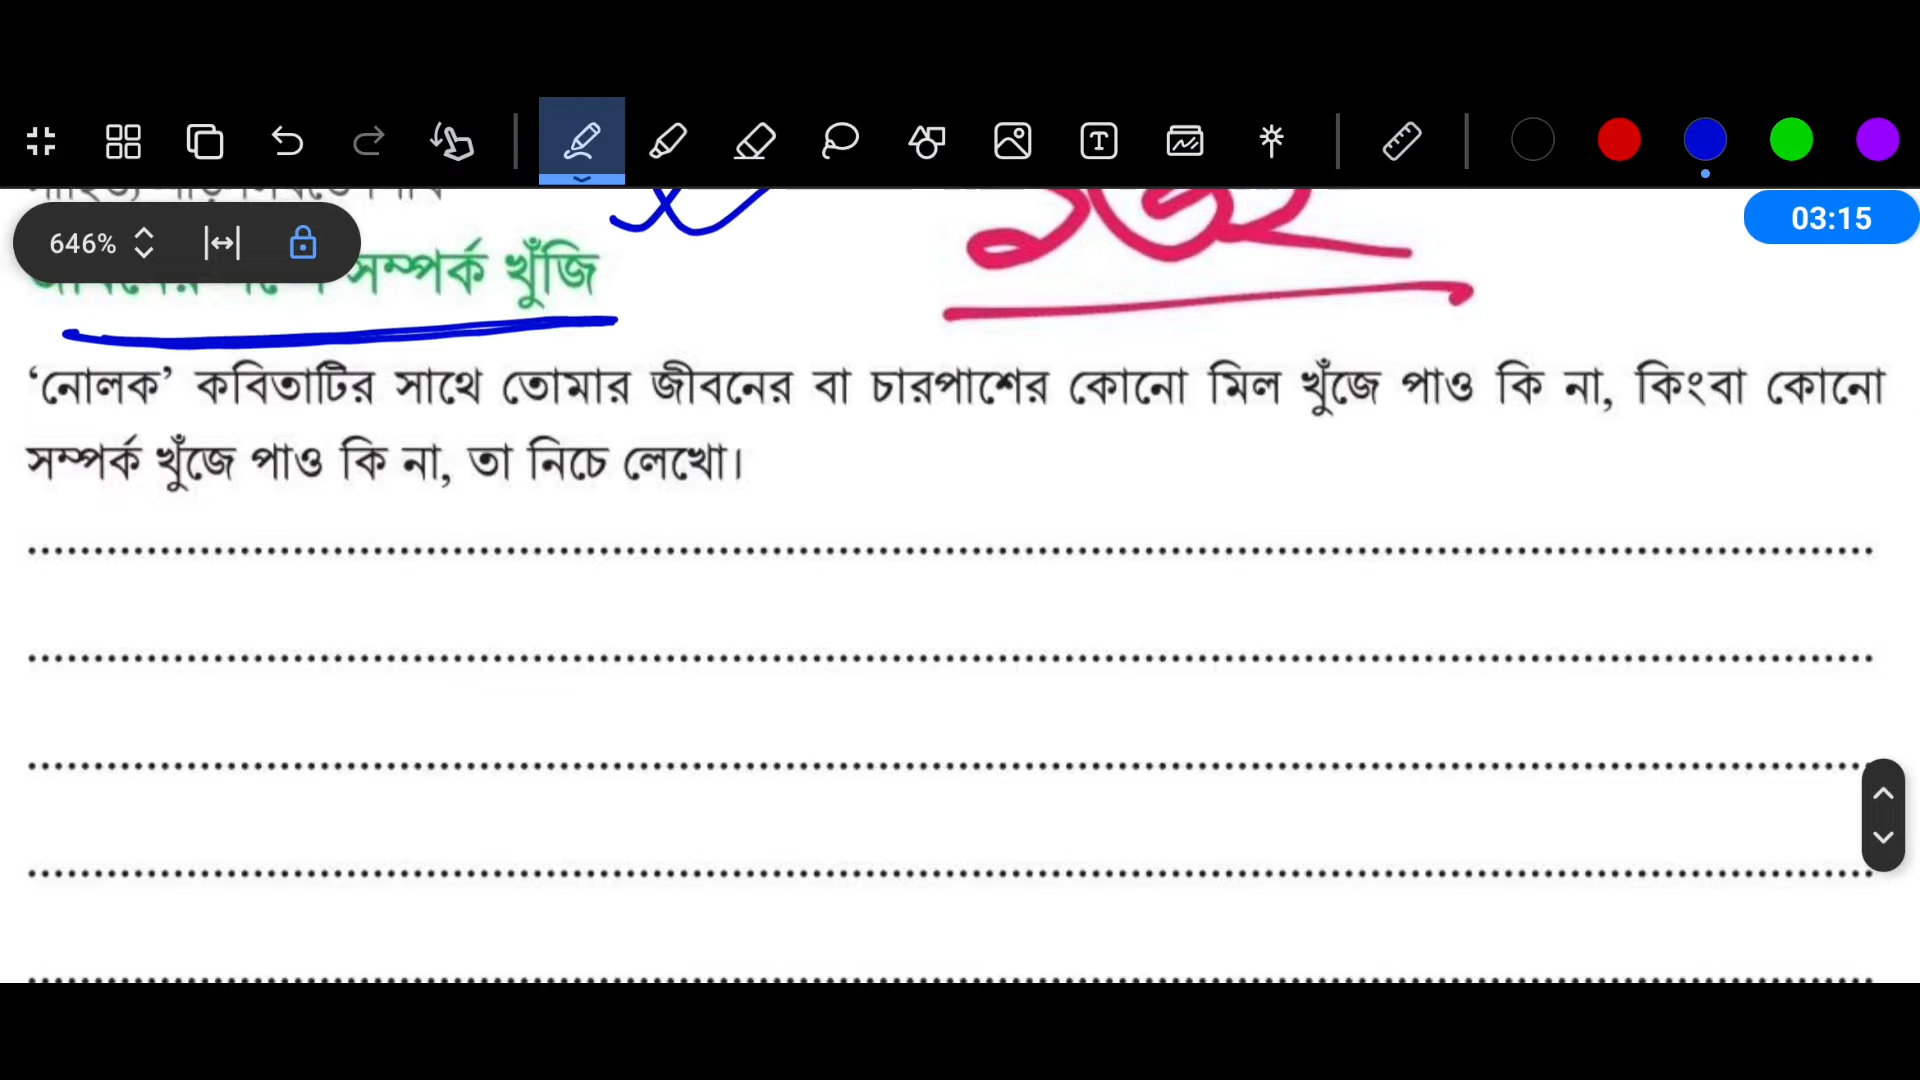 03:15
646%
সম্পর্ক খুঁজি
‘নোলক’ কবিতাটির সাথে তোমার জীবনের বা চারপাশের কোনো মিল খুঁজে পাও কি না, কিংবা কোনো
সম্পর্ক খুঁজে পাও কি না, তা নিচে লেখো।